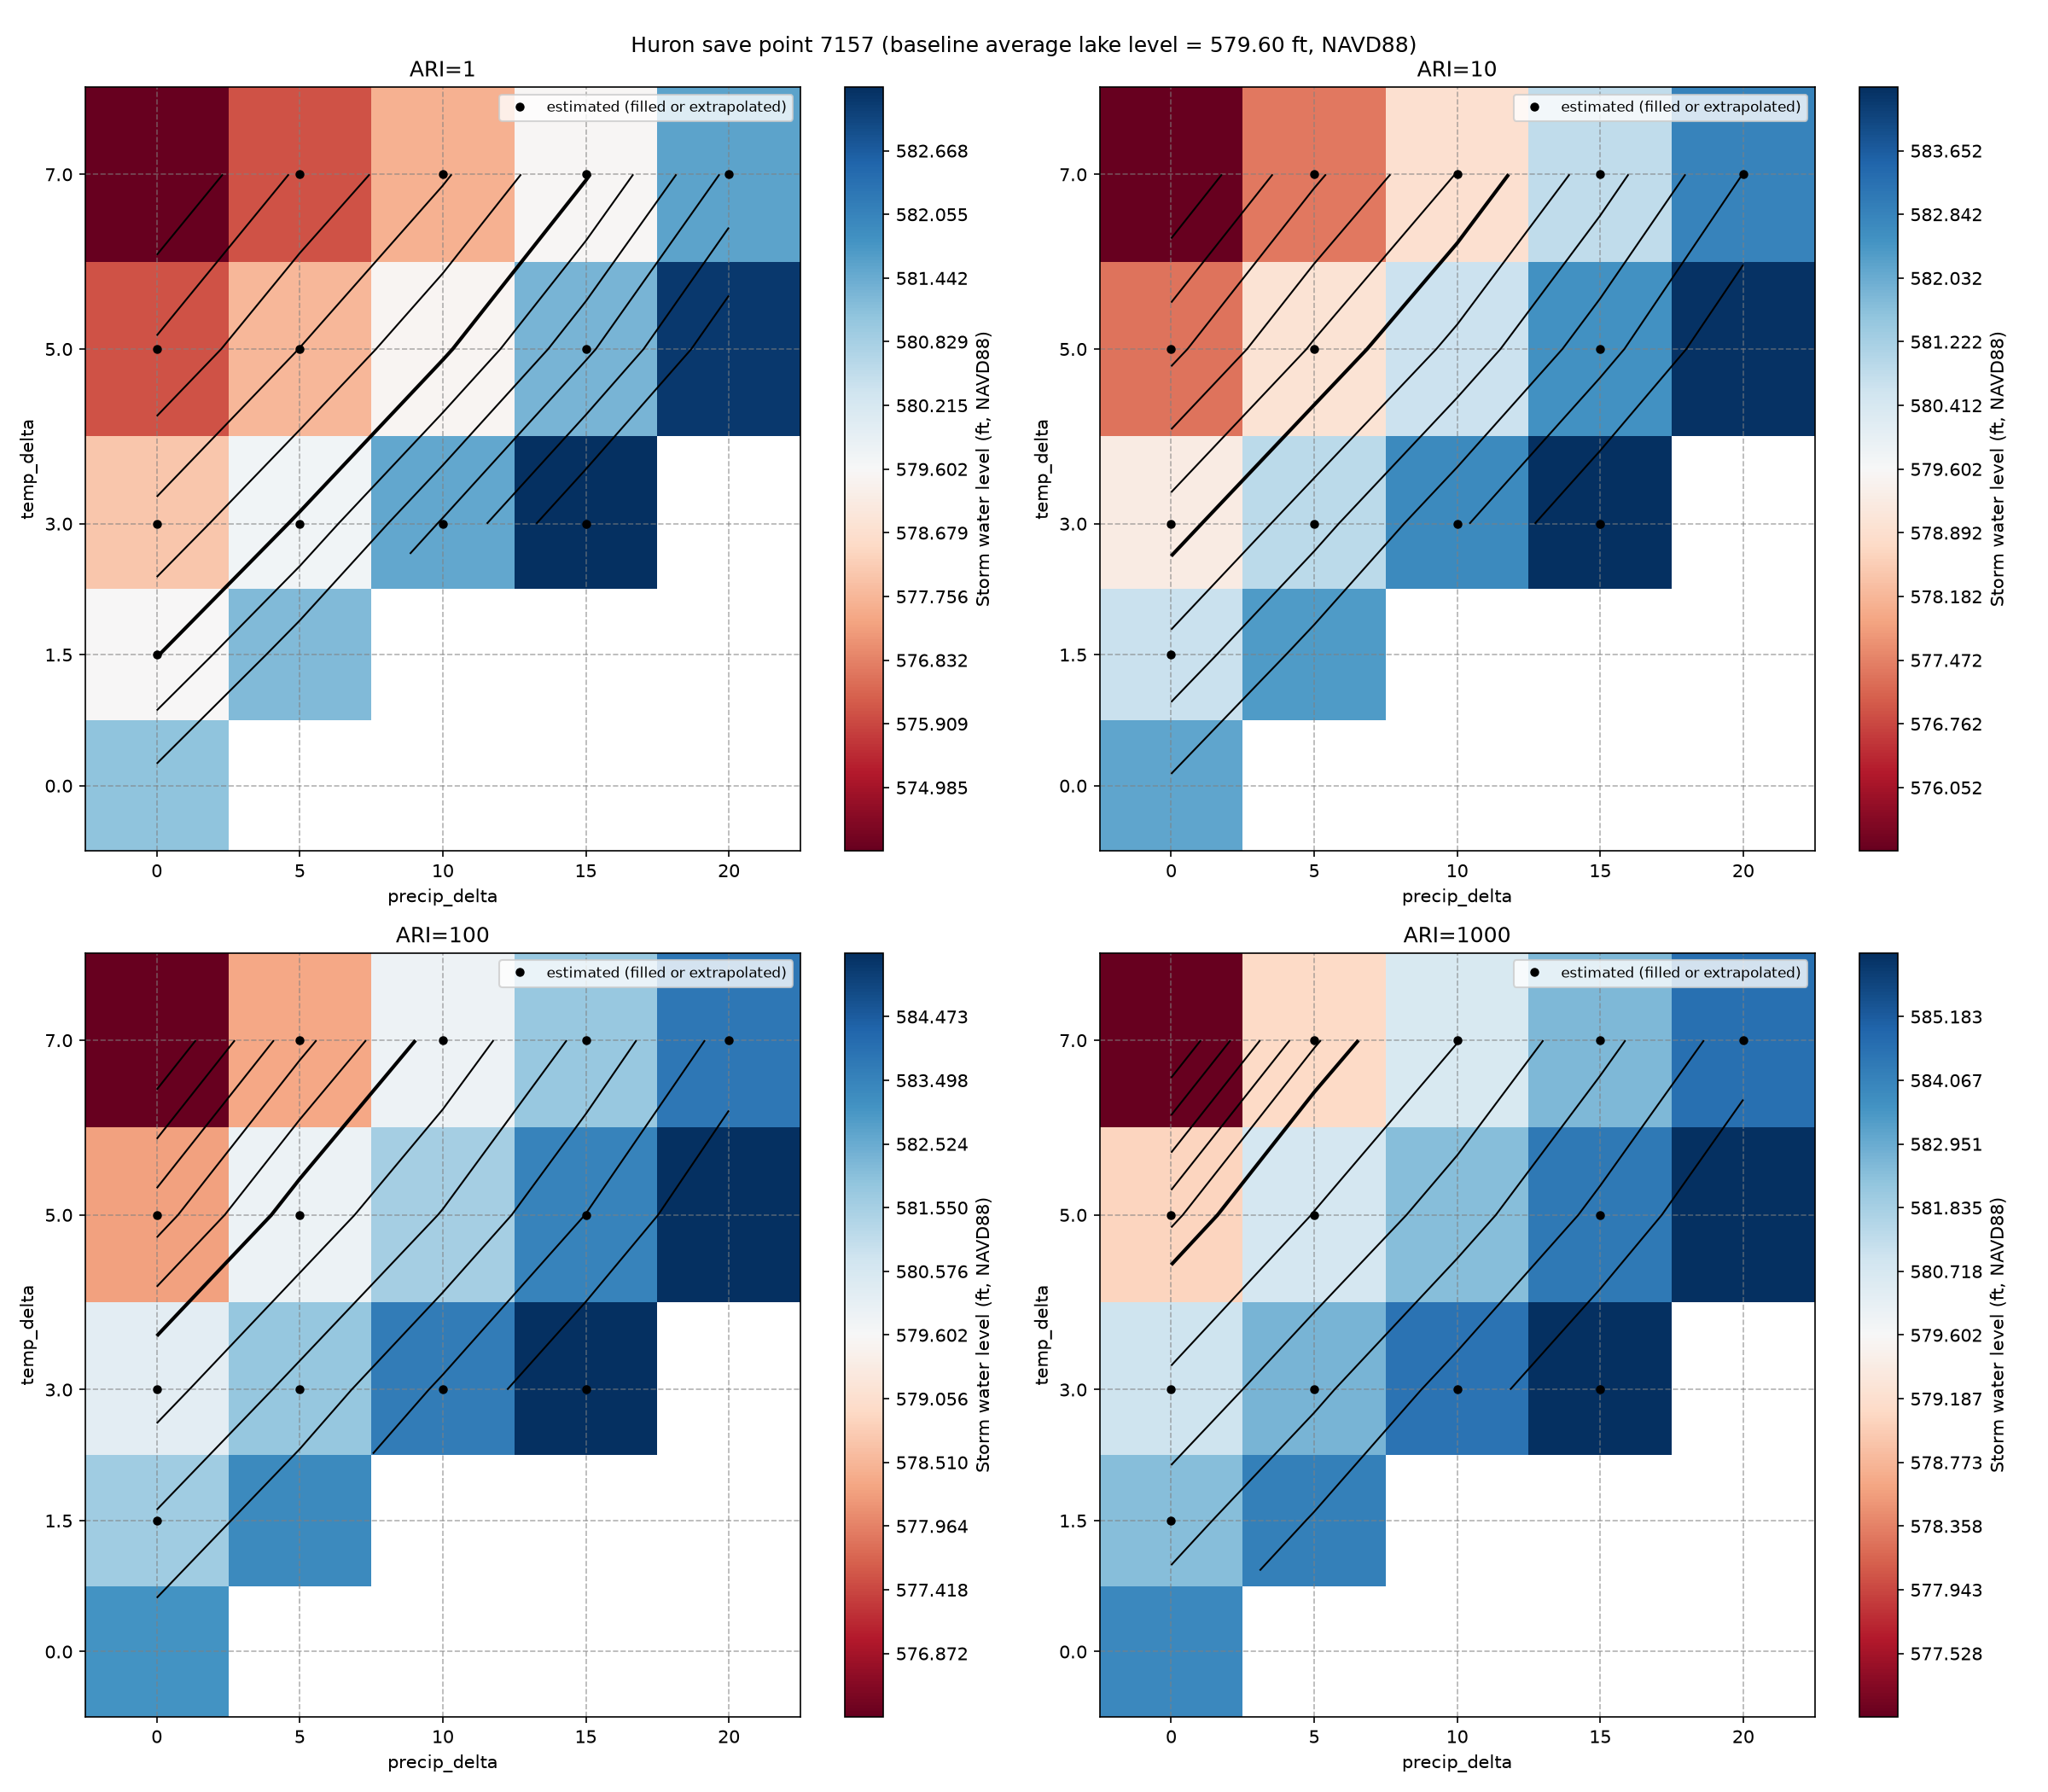 Huron save point 7157 (baseline average lake level = 579.60 ft, NAVD88)
ARI=1
estimated (filled or extrapolated)
7.0
5.0
3.0
1.5
0.0
temp_delta
0 5 10 15 20
precip_delta
582.668
582.055
581.442
580.829
580.215
579.602
578.679
577.756
576.832
575.909
574.985
Storm water level (ft, NAVD88)
ARI=10
estimated (filled or extrapolated)
7.0
5.0
3.0
1.5
0.0
temp_delta
0 5 10 15 20
precip_delta
583.652
582.842
582.032
581.222
580.412
579.602
578.892
578.182
577.472
576.762
576.052
Storm water level (ft, NAVD88)
ARI=100
estimated (filled or extrapolated)
7.0
5.0
3.0
1.5
0.0
temp_delta
0 5 10 15 20
precip_delta
584.473
583.498
582.524
581.550
580.576
579.602
579.056
578.510
577.964
577.418
576.872
Storm water level (ft, NAVD88)
ARI=1000
estimated (filled or extrapolated)
7.0
5.0
3.0
1.5
0.0
temp_delta
0 5 10 15 20
precip_delta
585.183
584.067
582.951
581.835
580.718
579.602
579.187
578.773
578.358
577.943
577.528
Storm water level (ft, NAVD88)